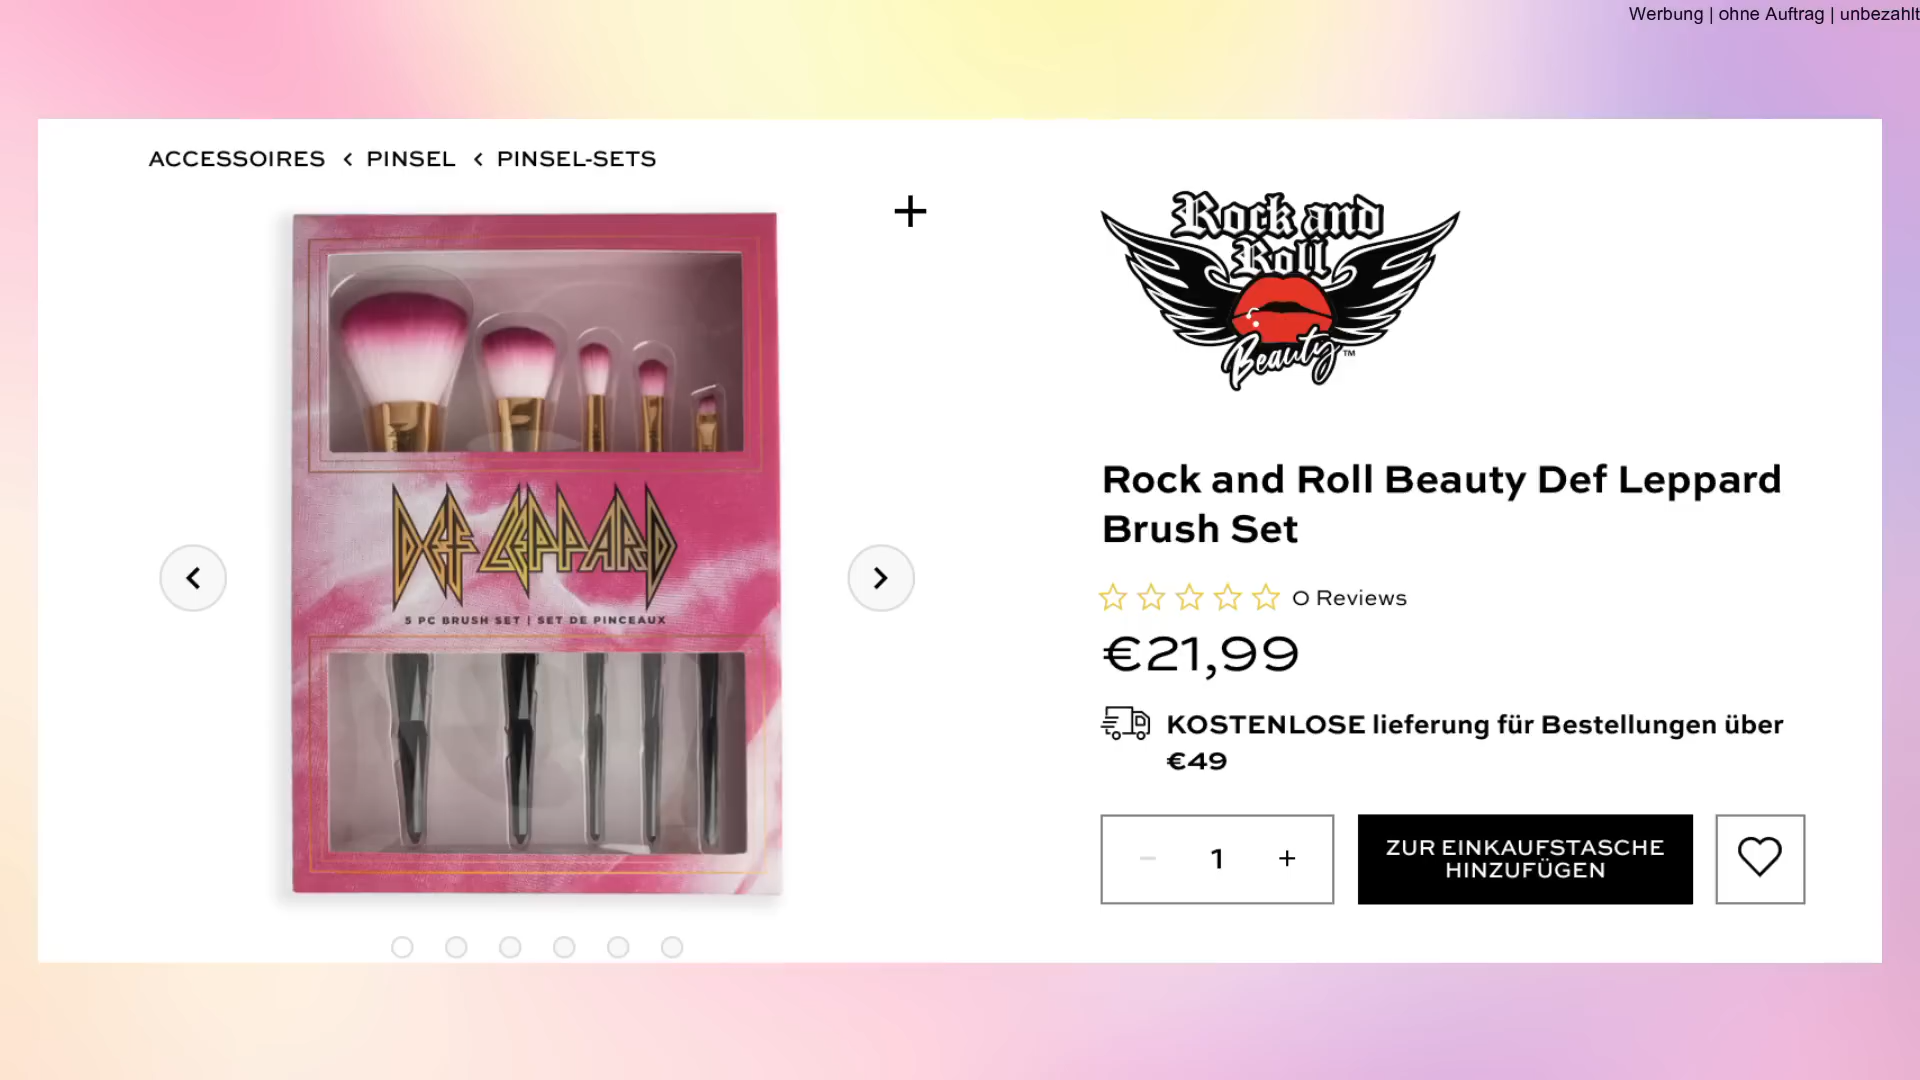 Werbung | ohne Auftrag | unbezahlt
ACCESSOIRES < PINSEL < PINSEL-SETS
DEF LEPPARD
5 PC BRUSH SET | SET DE PINCEAUX
Rock and
Roll
Beauty™
Rock and Roll Beauty Def Leppard
Brush Set
0 Reviews
€21,99
KOSTENLOSE lieferung für Bestellungen über
€49
− 1 +
ZUR EINKAUFSTASCHE
HINZUFÜGEN